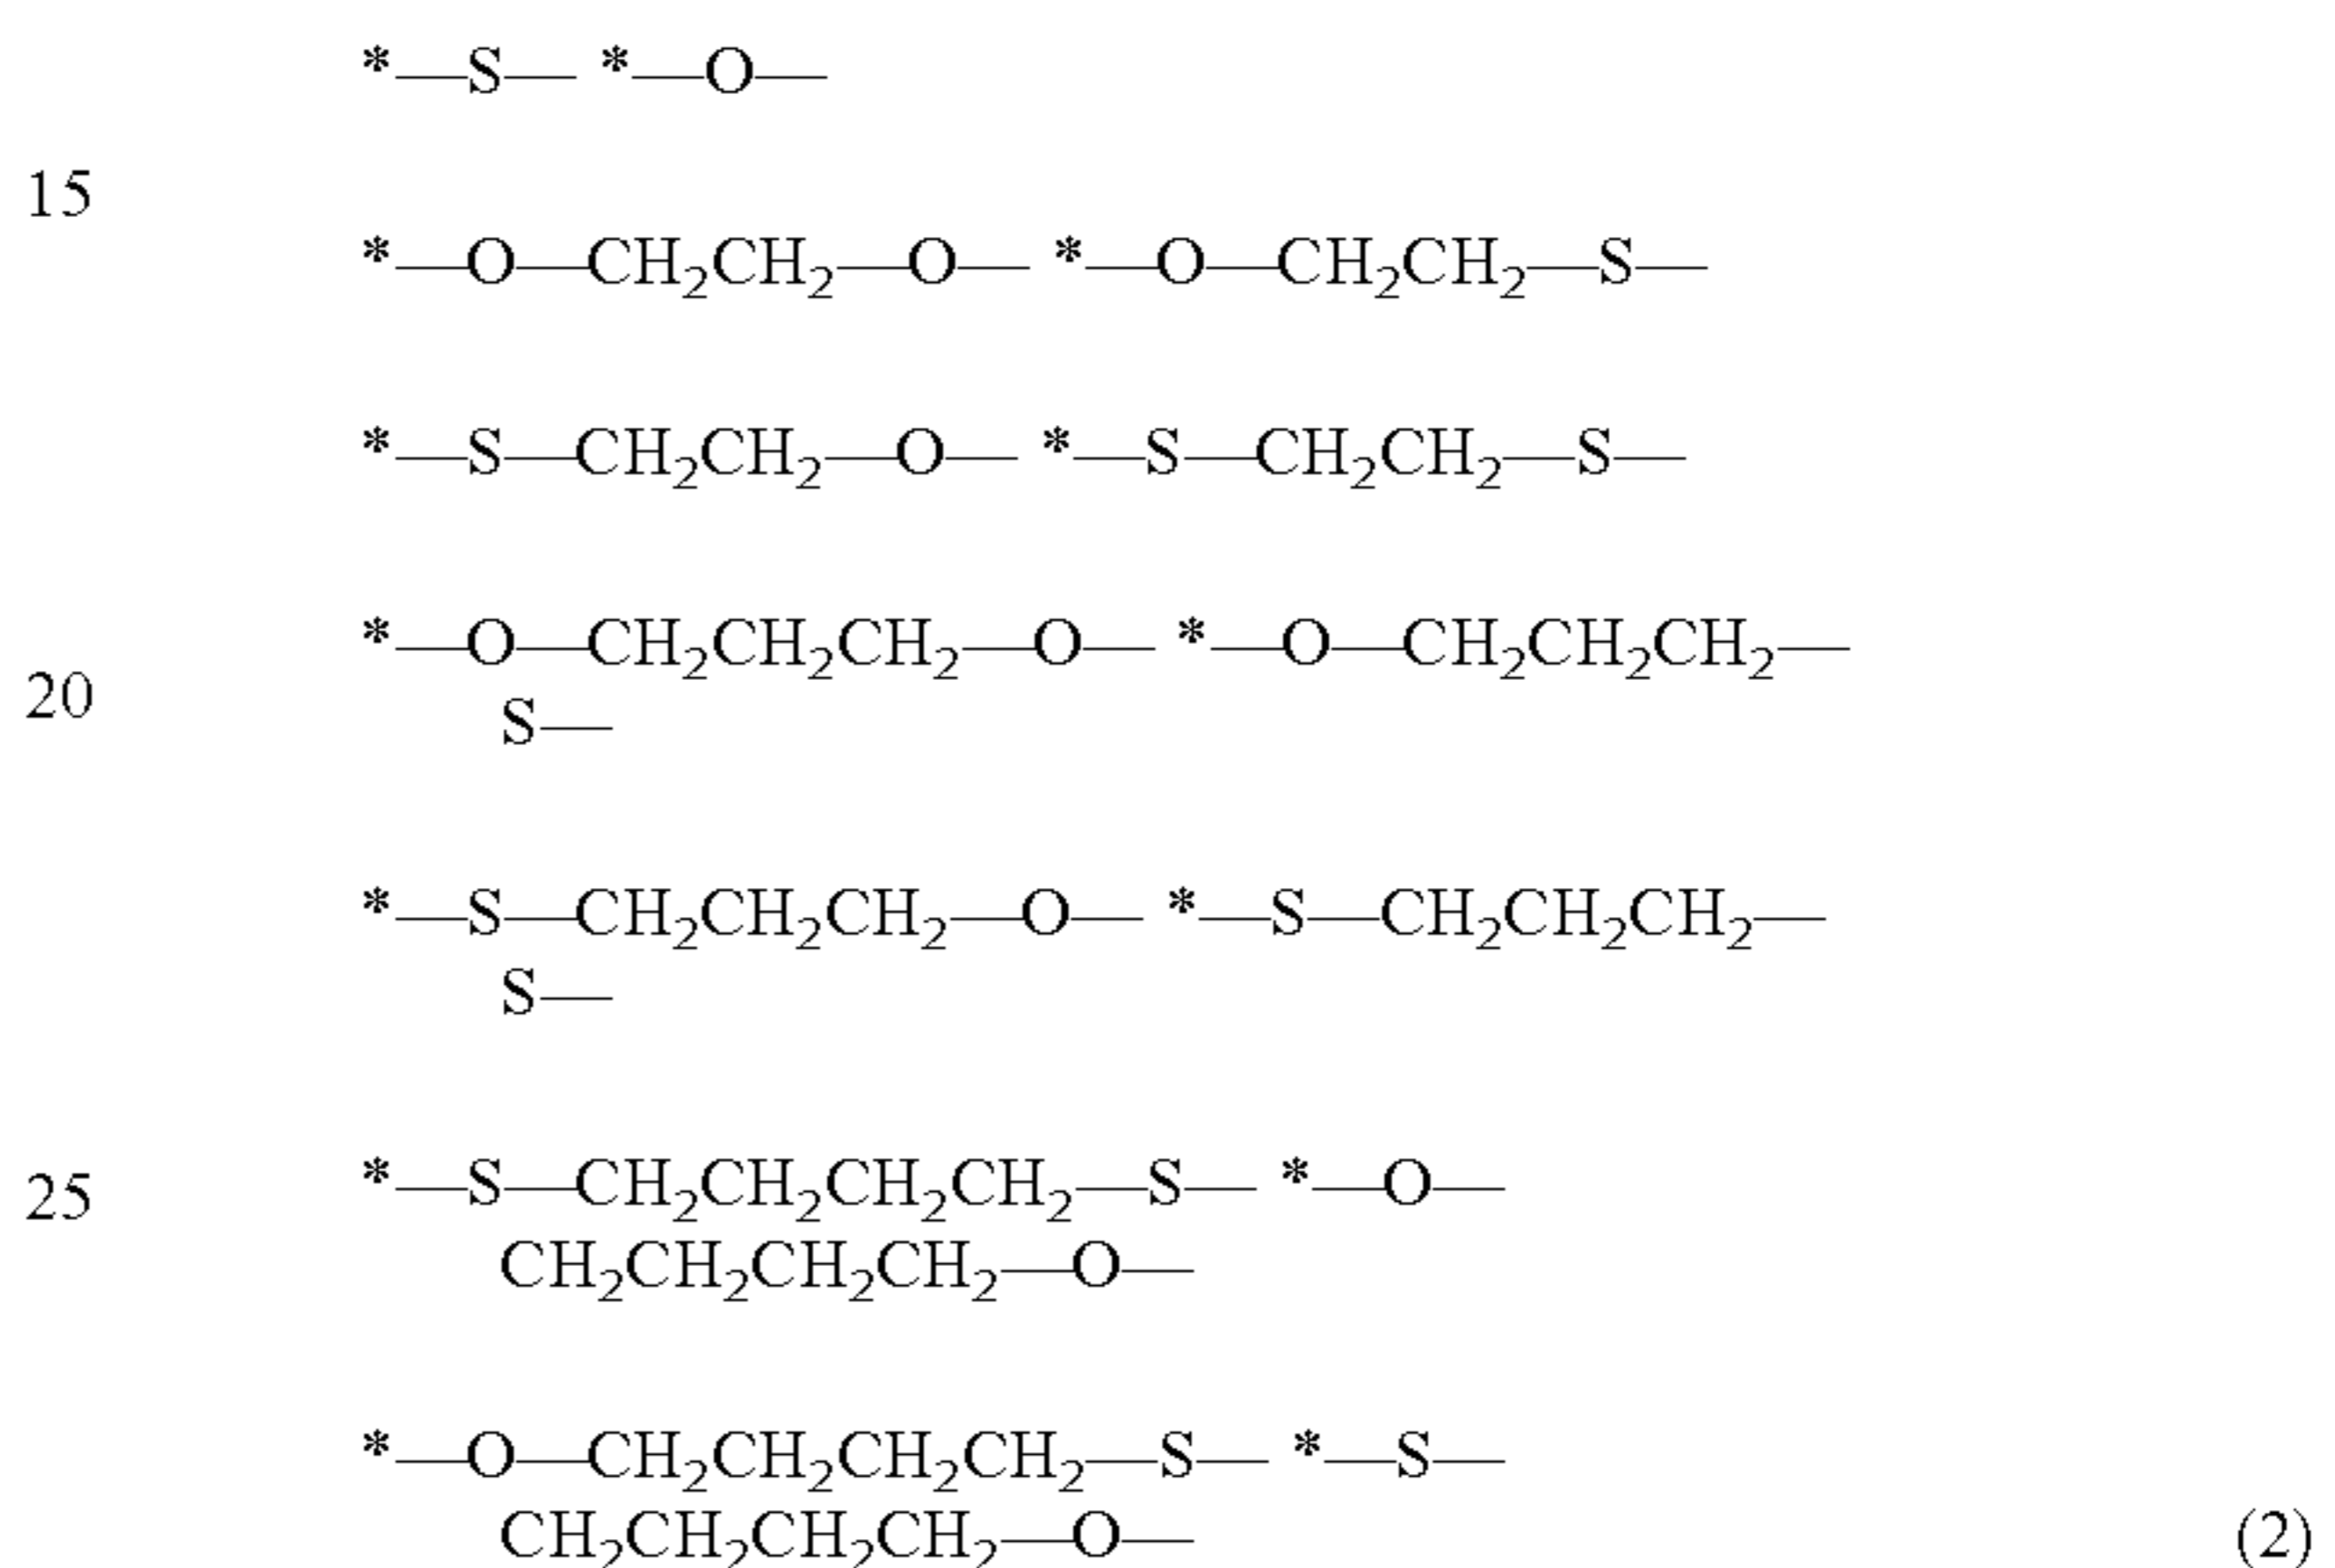 *—S— *—O—
15
*—O—CH₂CH₂—O— *—O—CH₂CH₂—S—
*—S—CH₂CH₂—O— *—S—CH₂CH₂—S—
*—O—CH₂CH₂CH₂—O— *—O—CH₂CH₂CH₂—
20
S—
*—S—CH₂CH₂CH₂—O— *—S—CH₂CH₂CH₂—
S—
25 *—S—CH₂CH₂CH₂CH₂—S— *—O—
CH₂CH₂CH₂CH₂—O—
*—O—CH₂CH₂CH₂CH₂—S— *—S—
CH₂CH₂CH₂CH₂—O— (2)